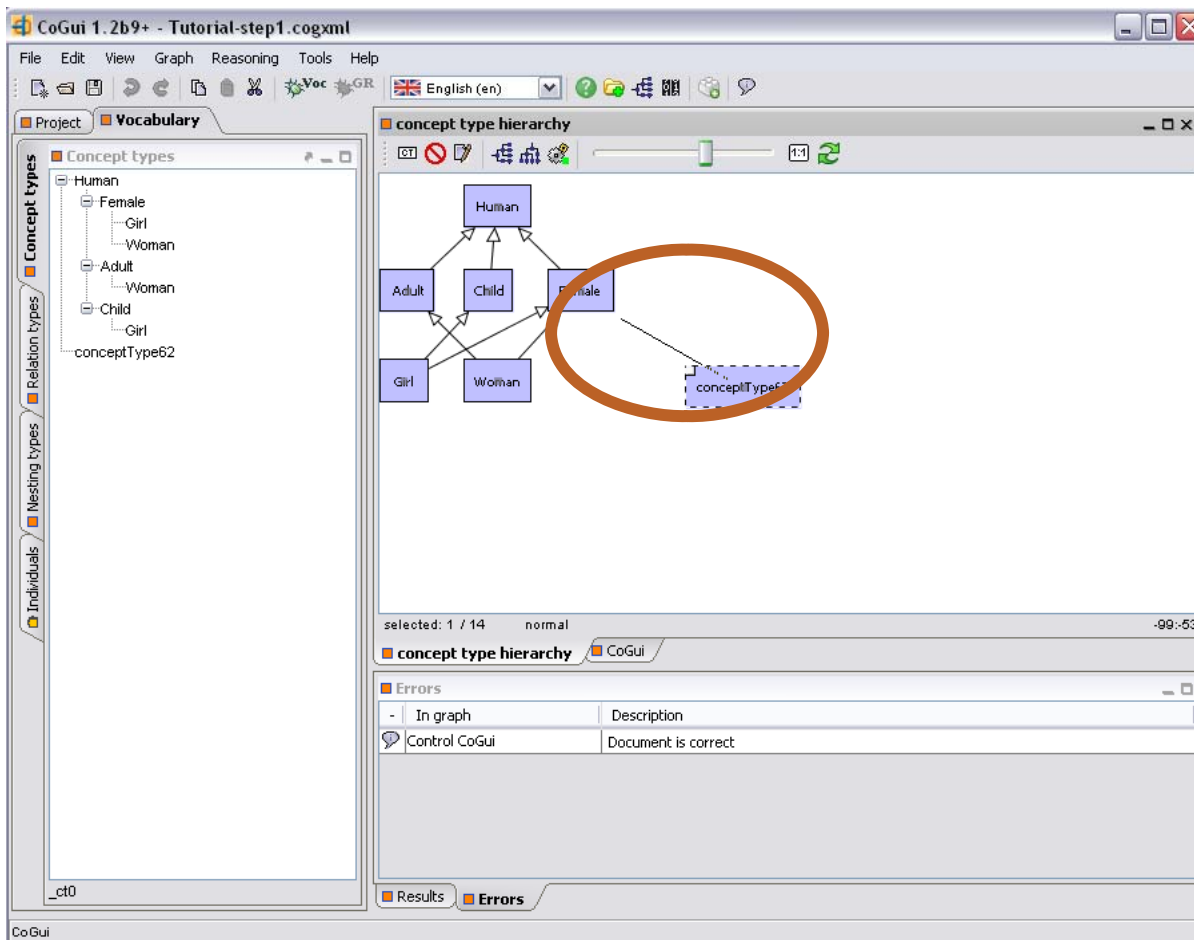 CoGui 1.2b9+ - Tutorial-step1.cogxml
File Edit View Graph Reasoning Tools Help
Voc GR English (en)
Project Vocabulary
Concept types
Relation types
Nesting types
Individuals
Concept types
Human
Female
Girl
Woman
Adult
Woman
Child
Girl
conceptType62
_ct0
concept type hierarchy
CT 1:1
Human
Adult Child Female
Girl Woman conceptType62
selected: 1 / 14 normal -99:-53
concept type hierarchy CoGui
Errors
- In graph Description
Control CoGui Document is correct
Results Errors
CoGui